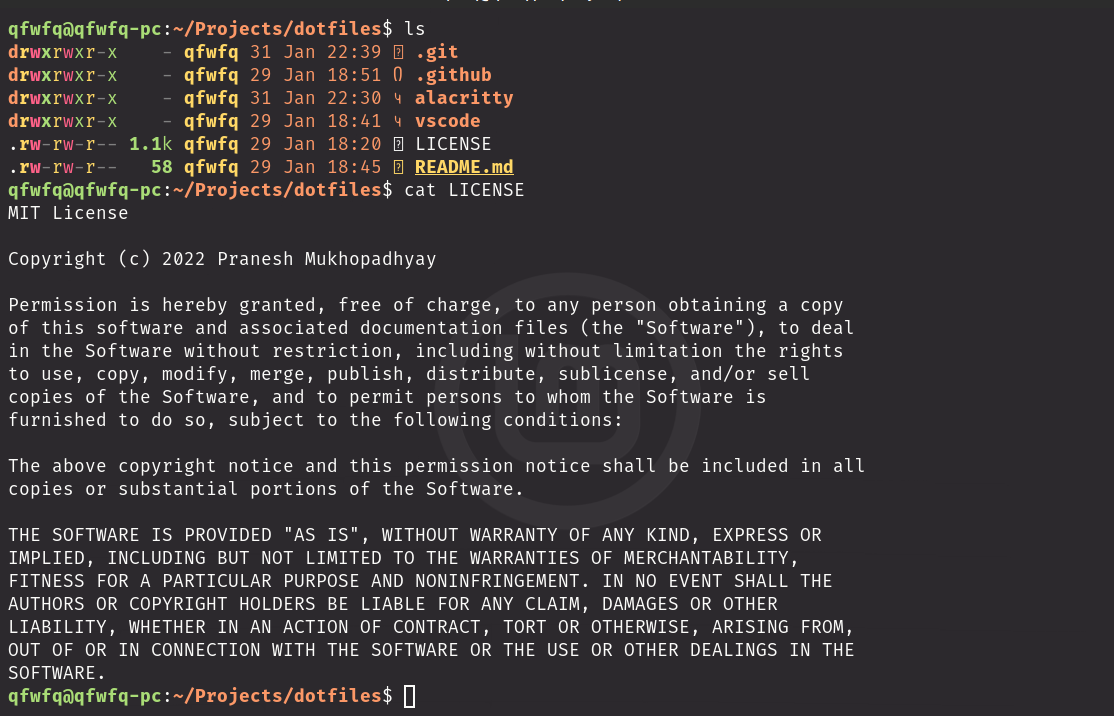 qfwfq@qfwfq-pc:~/Projects/dotfiles$ ls
drwxrwxr-x    - qfwfq 31 Jan 22:39 .git
drwxrwxr-x    - qfwfq 29 Jan 18:51 .github
drwxrwxr-x    - qfwfq 31 Jan 22:30 alacritty
drwxrwxr-x    - qfwfq 29 Jan 18:41 vscode
.rw-rw-r-- 1.1k qfwfq 29 Jan 18:20 LICENSE
.rw-rw-r--   58 qfwfq 29 Jan 18:45 README.md
qfwfq@qfwfq-pc:~/Projects/dotfiles$ cat LICENSE
MIT License

Copyright (c) 2022 Pranesh Mukhopadhyay

Permission is hereby granted, free of charge, to any person obtaining a copy
of this software and associated documentation files (the "Software"), to deal
in the Software without restriction, including without limitation the rights
to use, copy, modify, merge, publish, distribute, sublicense, and/or sell
copies of the Software, and to permit persons to whom the Software is
furnished to do so, subject to the following conditions:

The above copyright notice and this permission notice shall be included in all
copies or substantial portions of the Software.

THE SOFTWARE IS PROVIDED "AS IS", WITHOUT WARRANTY OF ANY KIND, EXPRESS OR
IMPLIED, INCLUDING BUT NOT LIMITED TO THE WARRANTIES OF MERCHANTABILITY,
FITNESS FOR A PARTICULAR PURPOSE AND NONINFRINGEMENT. IN NO EVENT SHALL THE
AUTHORS OR COPYRIGHT HOLDERS BE LIABLE FOR ANY CLAIM, DAMAGES OR OTHER
LIABILITY, WHETHER IN AN ACTION OF CONTRACT, TORT OR OTHERWISE, ARISING FROM,
OUT OF OR IN CONNECTION WITH THE SOFTWARE OR THE USE OR OTHER DEALINGS IN THE
SOFTWARE.
qfwfq@qfwfq-pc:~/Projects/dotfiles$